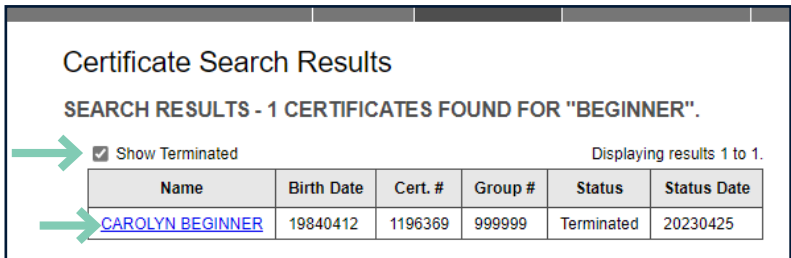 Certificate Search Results
SEARCH RESULTS - 1 CERTIFICATES FOUND FOR "BEGINNER".
Show Terminated Displaying results 1 to 1.
Name Birth Date Cert. # Group # Status Status Date
CAROLYN BEGINNER 19840412 1196369 999999 Terminated 20230425